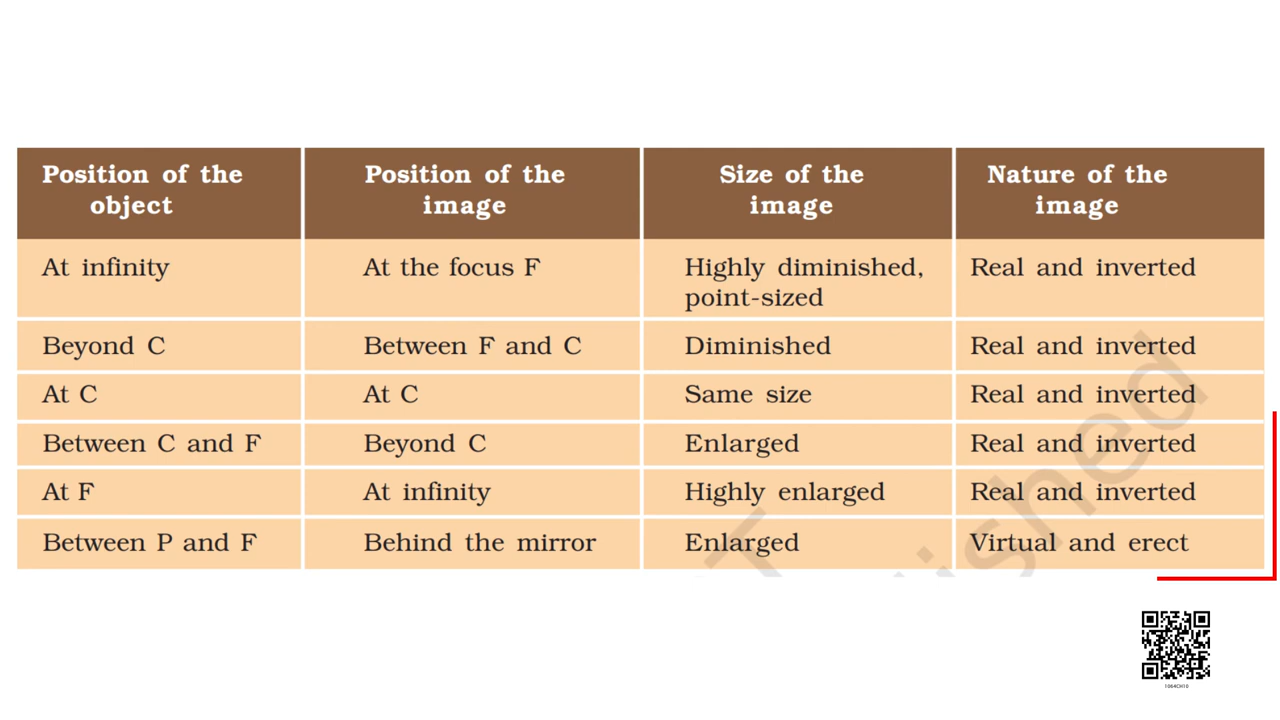 Position of the object
Position of the image
Size of the image
Nature of the image
At infinity
At the focus F
Highly diminished,
point-sized
Real and inverted
Beyond C
Between F and C
Diminished
Real and inverted
At C
At C
Same size
Real and inverted
Between C and F
Beyond C
Enlarged
Real and inverted
At F
At infinity
Highly enlarged
Real and inverted
Between P and F
Behind the mirror
Enlarged
Virtual and erect
1064CH10